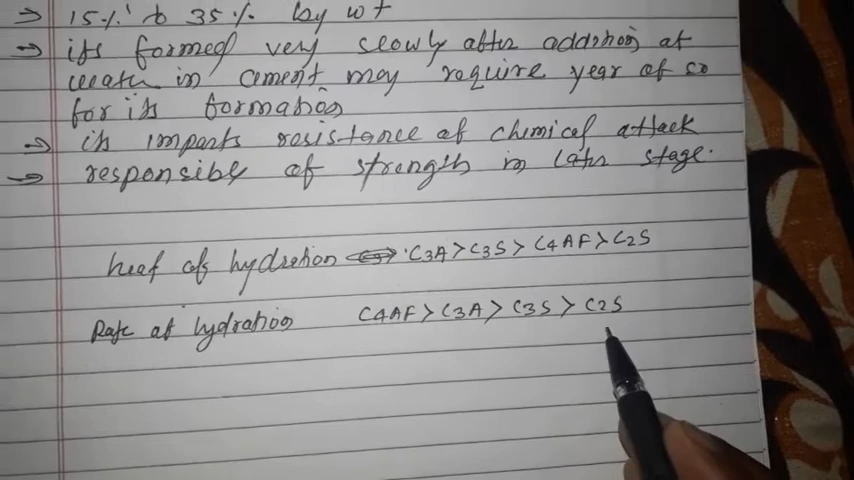 ⇒ 15% to 35% by wt
⇒ its formed very slowly after addition of
water in cement may require year of so
for its formation
⇒ it imparts resistance of chemical attack
⇒ responsible of strength in later stage.
heat of hydration C3A > C3S > C4AF > C2S
Rate of hydration C4AF > C3A > C3S > C2S